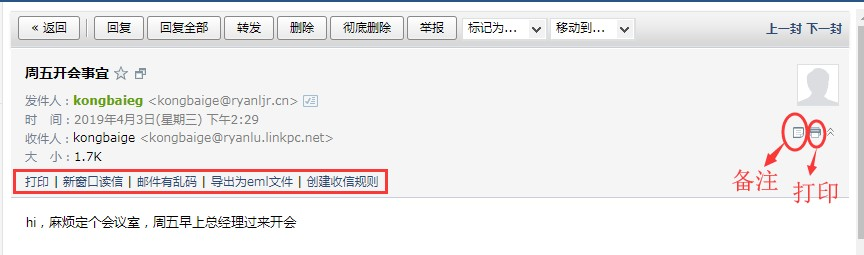 « 返回 回复 回复全部 转发 删除 彻底删除 举报 标记为... 移动到... 上一封 下一封
周五开会事宜
发件人：kongbaieg <kongbaige@ryanljr.cn>
时 间：2019年4月3日(星期三) 下午2:29
收件人：kongbaige <kongbaige@ryanlu.linkpc.net>
大 小：1.7K
备注
打印
打印 | 新窗口读信 | 邮件有乱码 | 导出为eml文件 | 创建收信规则
hi，麻烦定个会议室，周五早上总经理过来开会